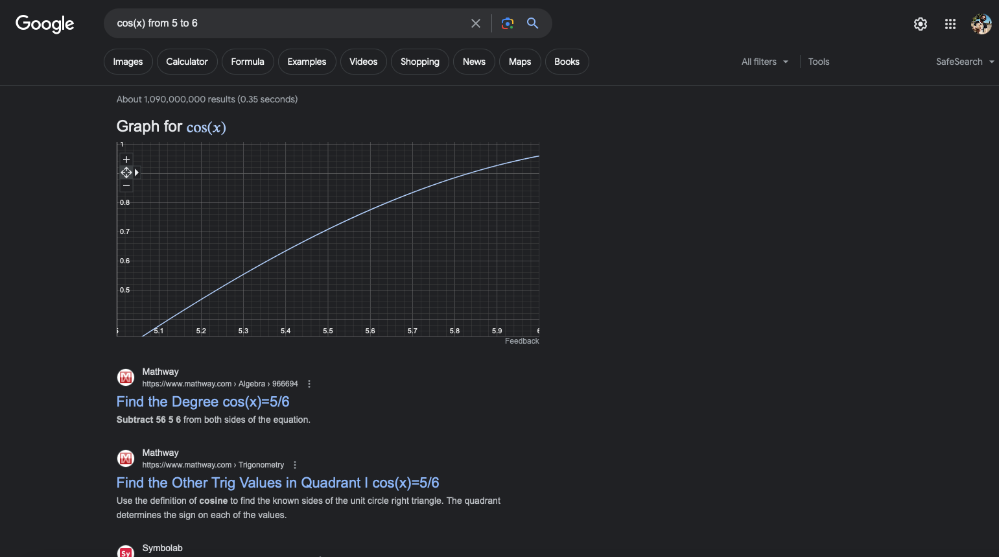 Google
cos(x) from 5 to 6
Images
Calculator
Formula
Examples
Videos
Shopping
News
Maps
Books
All filters
Tools
SafeSearch
About 1,090,000,000 results (0.35 seconds)
Graph for cos(x)
1
0.8
0.7
0.6
0.5
5.1 5.2 5.3 5.4 5.5 5.6 5.7 5.8 5.9 6
Feedback
Mathway
https://www.mathway.com › Algebra › 966694
Find the Degree cos(x)=5/6
Subtract 56 5 6 from both sides of the equation.
Mathway
https://www.mathway.com › Trigonometry
Find the Other Trig Values in Quadrant I cos(x)=5/6
Use the definition of cosine to find the known sides of the unit circle right triangle. The quadrant
determines the sign on each of the values.
Symbolab
Sy